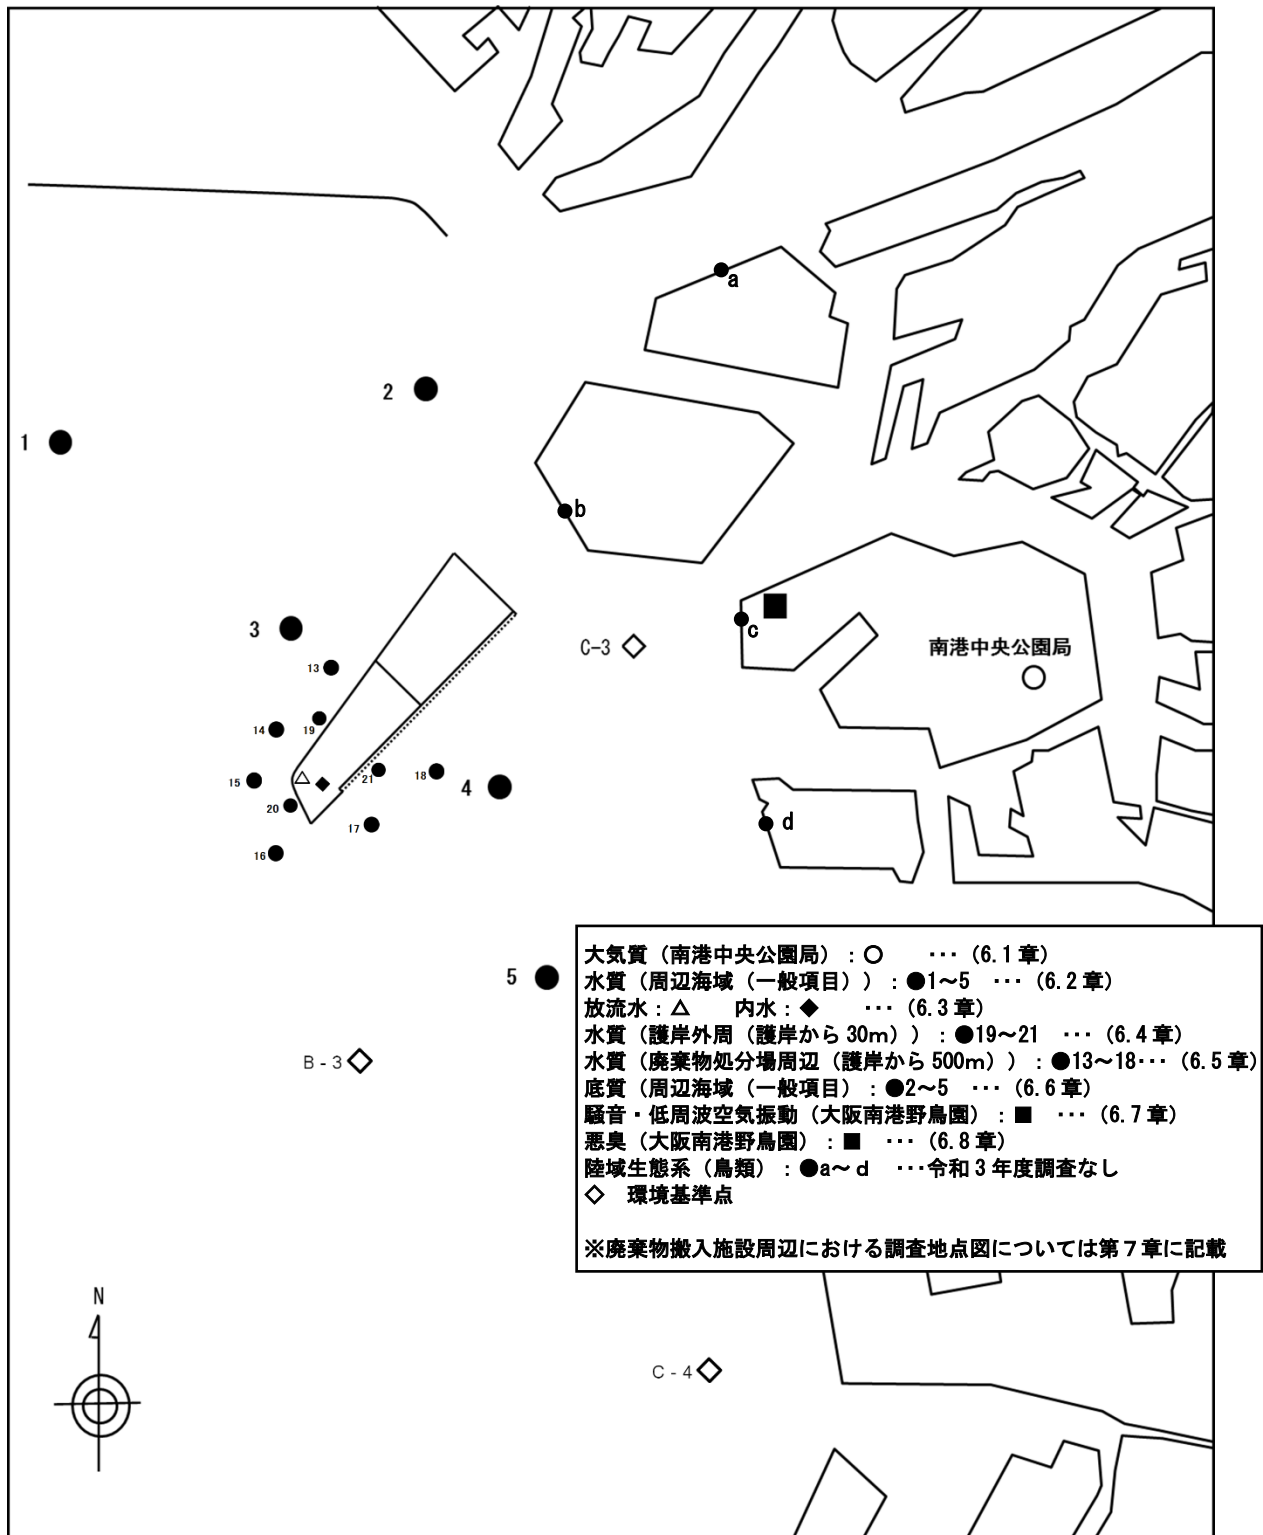 a
2
1
b
3
c
C-3
南港中央公園局
13
14
19
15
21
18
4
20
17
d
16
5
B-3
大気質（南港中央公園局）：○　…（6.1章）
水質（周辺海域（一般項目））：●1～5　…（6.2章）
放流水：△　内水：◆　…（6.3章）
水質（護岸外周（護岸から30m））：●19～21　…（6.4章）
水質（廃棄物処分場周辺（護岸から500m））：●13～18…（6.5章）
底質（周辺海域（一般項目）：●2～5　…（6.6章）
騒音・低周波空気振動（大阪南港野鳥園）：■　…（6.7章）
悪臭（大阪南港野鳥園）：■　…（6.8章）
陸域生態系（鳥類）：●a～d　…令和3年度調査なし
◇　環境基準点
※廃棄物搬入施設周辺における調査地点図については第７章に記載
N
C-4